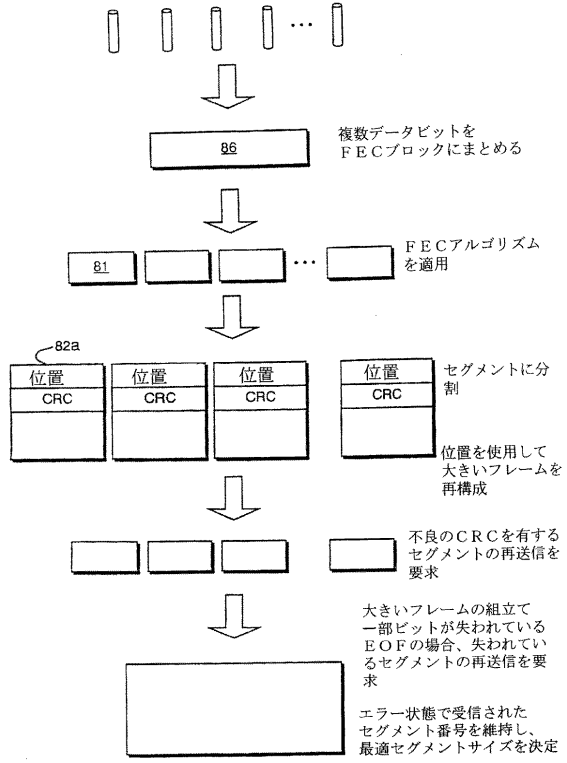 86
複数データビットを
FECブロックにまとめる
81
FECアルゴリズム
を適用
82a
位置
CRC
位置
CRC
位置
CRC
位置
CRC
セグメントに分
割
位置を使用して
大きいフレームを
再構成
不良のCRCを有する
セグメントの再送信を
要求
大きいフレームの組立て
一部ビットが失われている
EOFの場合、失われてい
るセグメントの再送信を要
求
エラー状態で受信された
セグメント番号を維持し、
最適セグメントサイズを決定